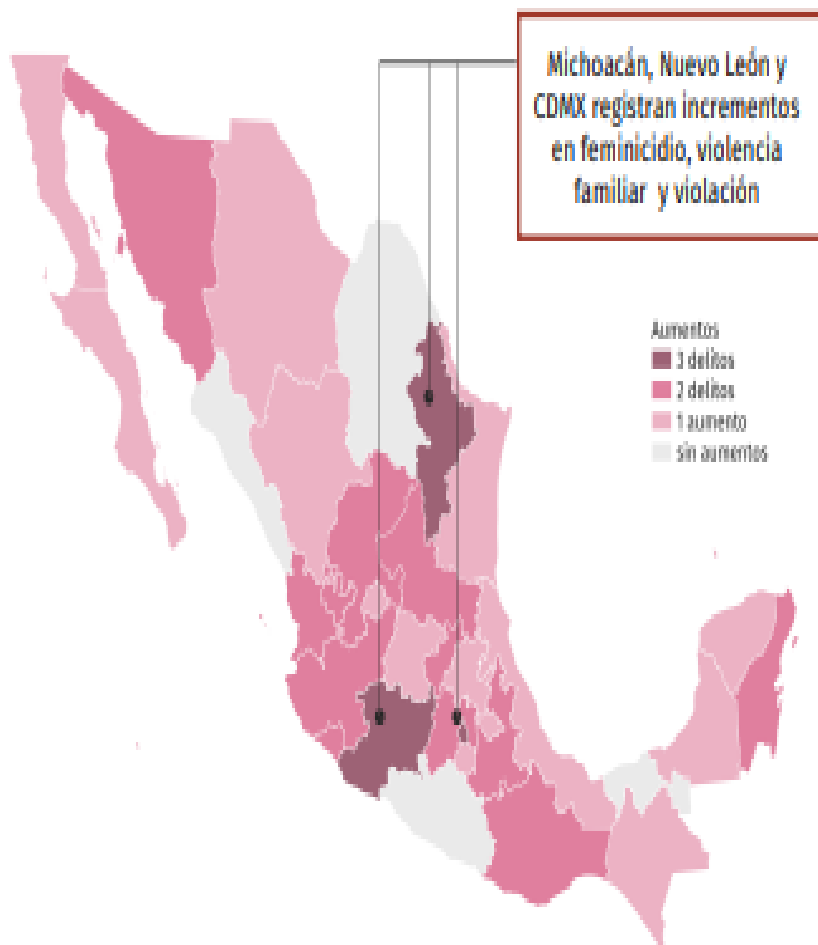 Michoacán, Nuevo León y
CDMX registran incrementos
en feminicidio, violencia
familiar y violación
Aumentos
3 delitos
2 delitos
1 aumento
sin aumentos